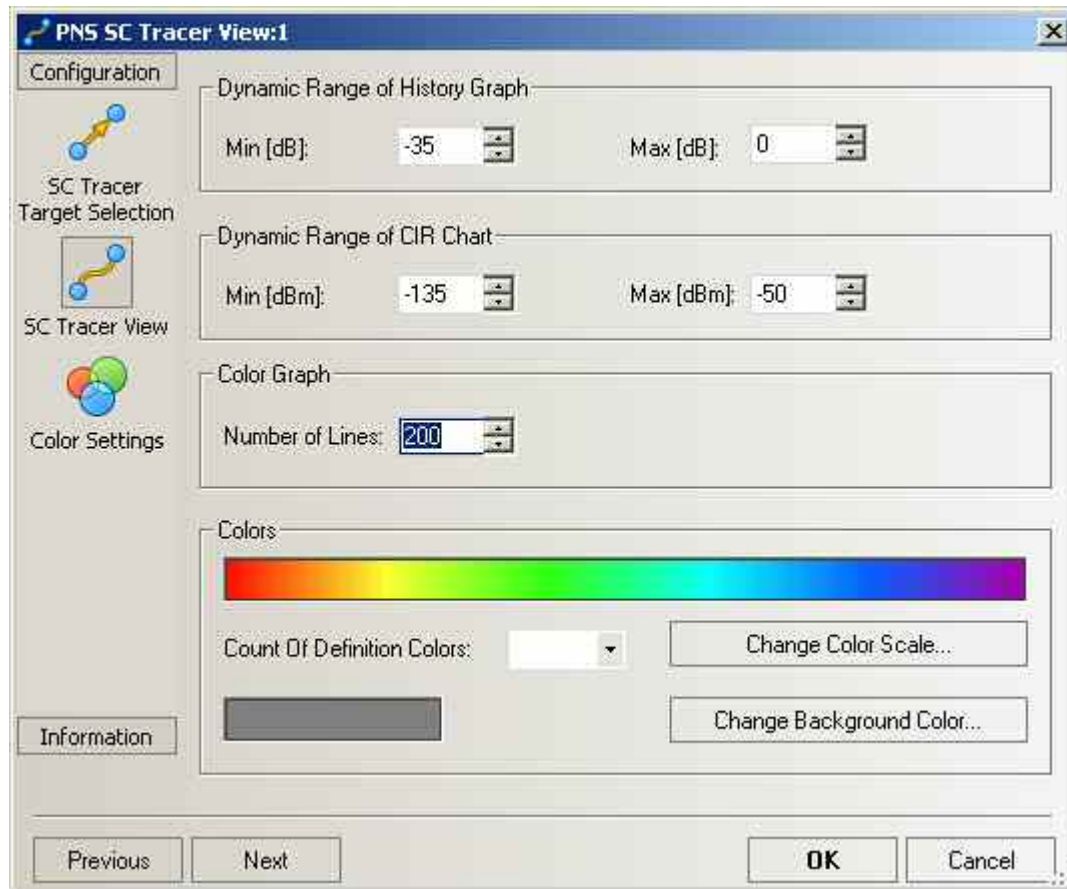 PNS SC Tracer View:1
Configuration
SC Tracer
Target Selection
SC Tracer View
Color Settings
Information
Dynamic Range of History Graph
Min [dB]: -35 Max [dB]: 0
Dynamic Range of CIR Chart
Min [dBm]: -135 Max [dBm]: -50
Color Graph
Number of Lines: 200
Colors
Count Of Definition Colors:
Change Color Scale...
Change Background Color...
Previous Next OK Cancel